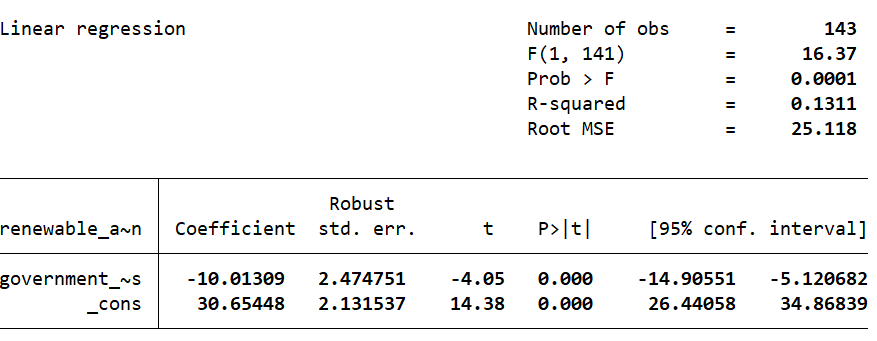 Linear regression Number of obs = 143
F(1, 141) = 16.37
Prob > F = 0.0001
R-squared = 0.1311
Root MSE = 25.118
Robust
renewable_a~n Coefficient std. err. t P>|t| [95% conf. interval]
government_~s -10.01309 2.474751 -4.05 0.000 -14.90551 -5.120682
_cons 30.65448 2.131537 14.38 0.000 26.44058 34.86839